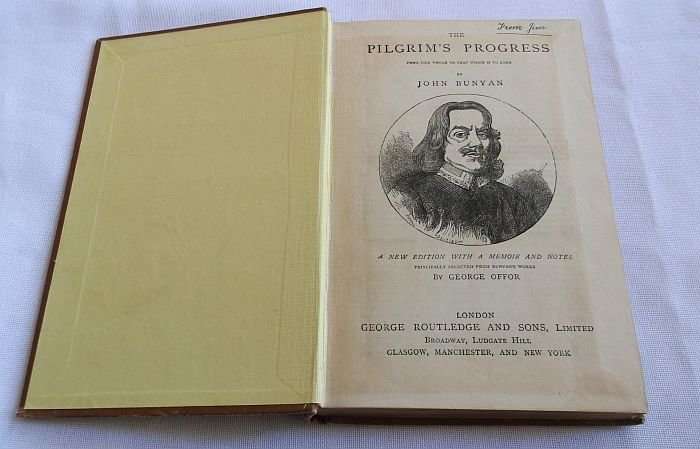 From Jim
THE
PILGRIM'S PROGRESS
FROM THIS WORLD TO THAT WHICH IS TO COME
BY
JOHN BUNYAN
A NEW EDITION WITH A MEMOIR AND NOTES
PRINCIPALLY SELECTED FROM BUNYAN'S WORKS
BY GEORGE OFFOR
LONDON
GEORGE ROUTLEDGE AND SONS, LIMITED
BROADWAY, LUDGATE HILL
GLASGOW, MANCHESTER, AND NEW YORK